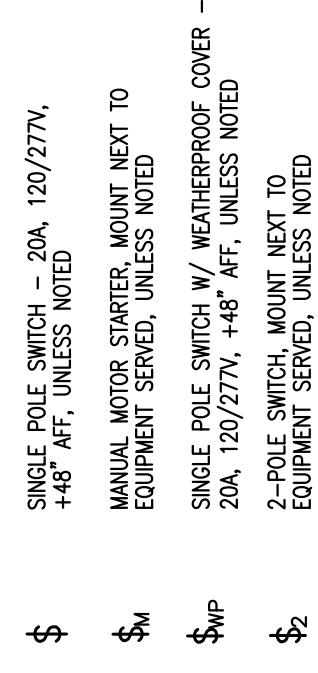 $ SINGLE POLE SWITCH – 20A, 120/277V,
+48" AFF, UNLESS NOTED
$M MANUAL MOTOR STARTER, MOUNT NEXT TO
EQUIPMENT SERVED, UNLESS NOTED
$WP SINGLE POLE SWITCH W/ WEATHERPROOF COVER –
20A, 120/277V, +48" AFF, UNLESS NOTED
$2 2–POLE SWITCH, MOUNT NEXT TO
EQUIPMENT SERVED, UNLESS NOTED